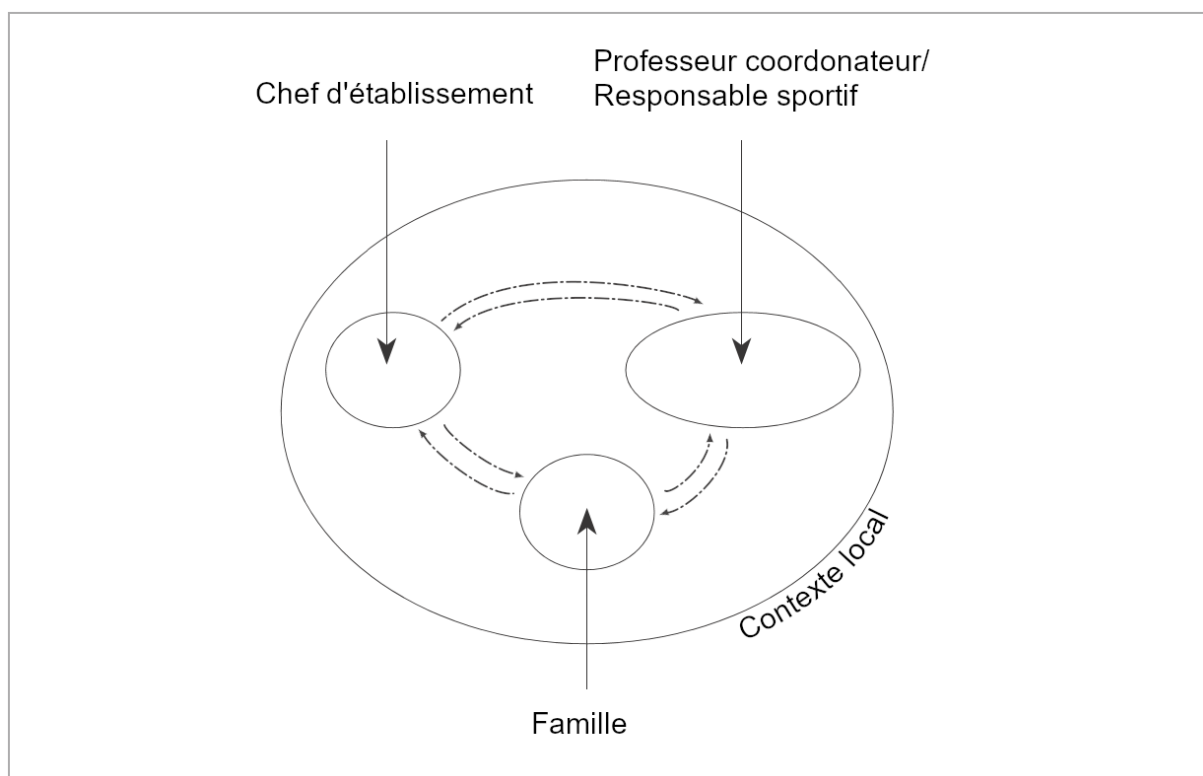 Chef d'établissement
Professeur coordonateur/
Responsable sportif
Contexte local
Famille